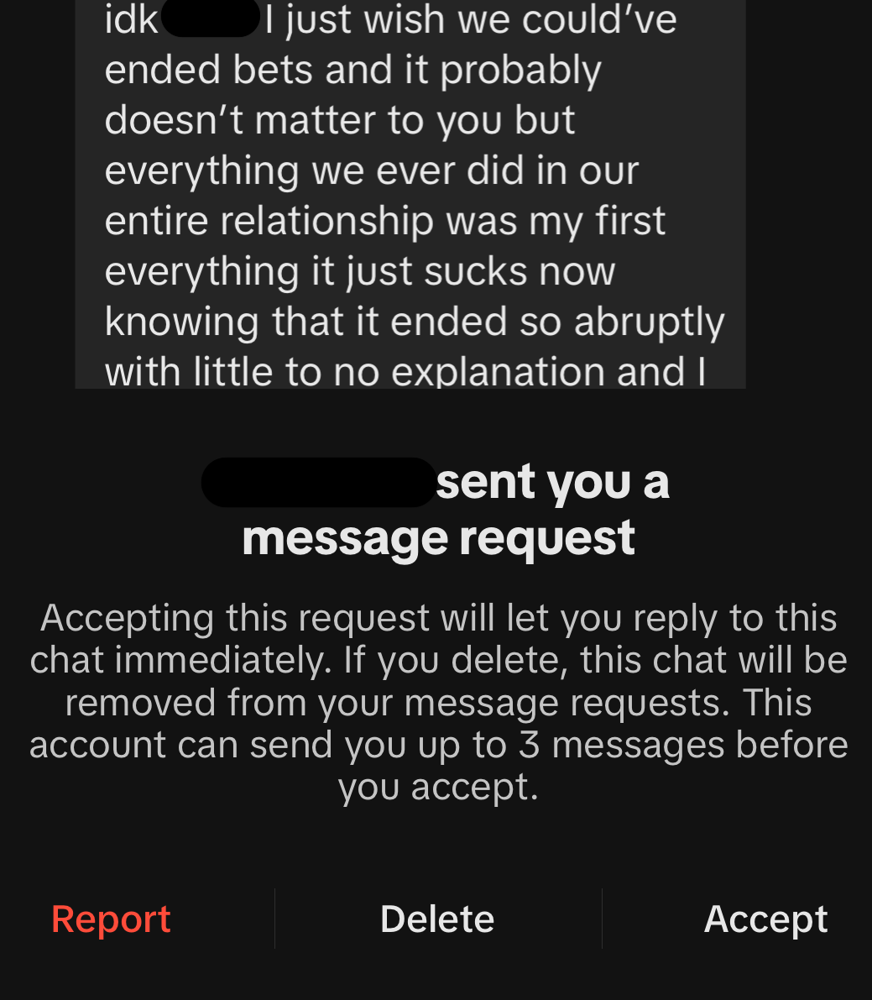 idk I just wish we could’ve
ended bets and it probably
doesn’t matter to you but
everything we ever did in our
entire relationship was my first
everything it just sucks now
knowing that it ended so abruptly
with little to no explanation and I
sent you a
message request
Accepting this request will let you reply to this
chat immediately. If you delete, this chat will be
removed from your message requests. This
account can send you up to 3 messages before
you accept.
Report Delete Accept